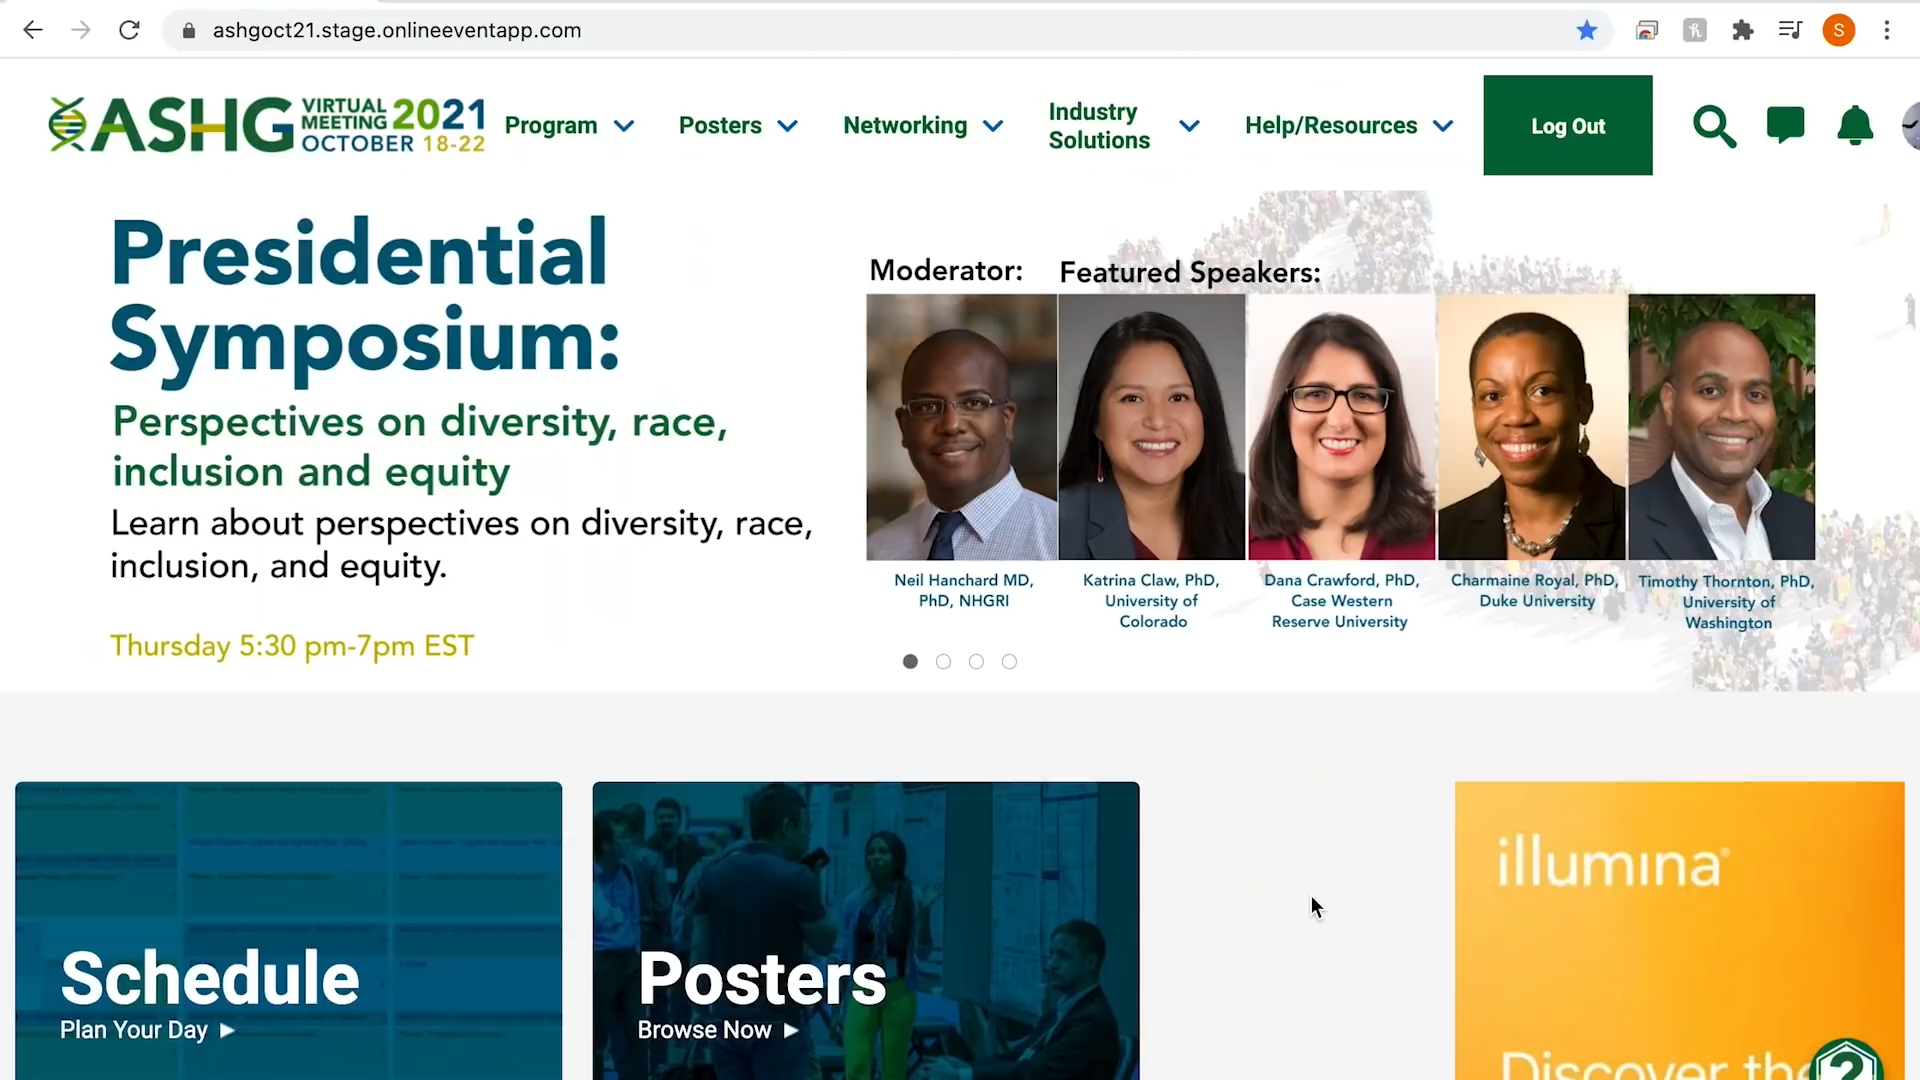 ashgoct21.stage.onlineeventapp.com
S
ASHG VIRTUAL MEETING 2021 OCTOBER 18-22
Program
Posters
Networking
Industry Solutions
Help/Resources
Log Out
Presidential
Symposium:
Perspectives on diversity, race,
inclusion and equity
Learn about perspectives on diversity, race,
inclusion, and equity.
Thursday 5:30 pm-7pm EST
Moderator:
Featured Speakers:
Neil Hanchard MD,
PhD, NHGRI
Katrina Claw, PhD,
University of
Colorado
Dana Crawford, PhD,
Case Western
Reserve University
Charmaine Royal, PhD,
Duke University
Timothy Thornton, PhD,
University of
Washington
Schedule
Plan Your Day
Posters
Browse Now
illumina®
Discover the
?